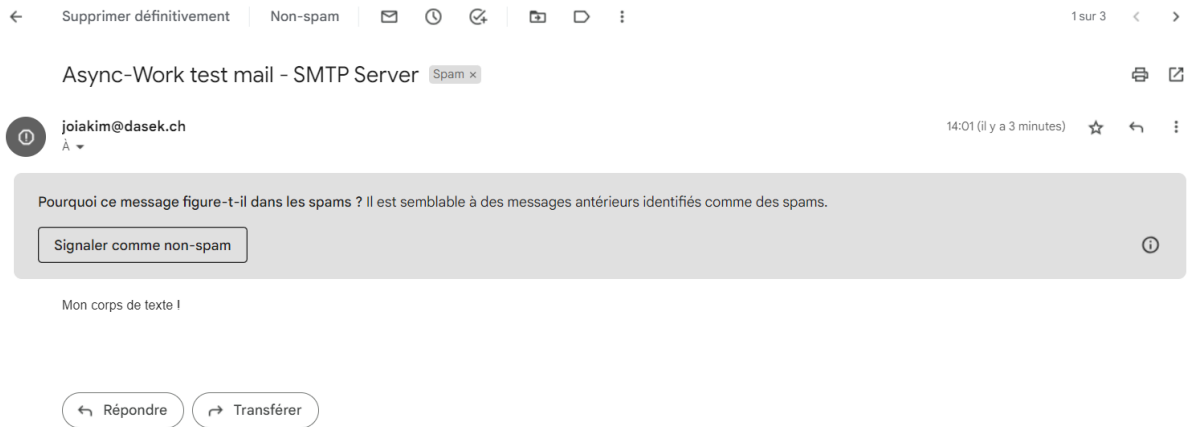 Supprimer définitivement Non-spam 1 sur 3
Async-Work test mail - SMTP Server Spam ×
joiakim@dasek.ch 14:01 (il y a 3 minutes)
À
Pourquoi ce message figure-t-il dans les spams ? Il est semblable à des messages antérieurs identifiés comme des spams.
Signaler comme non-spam
Mon corps de texte !
Répondre Transférer